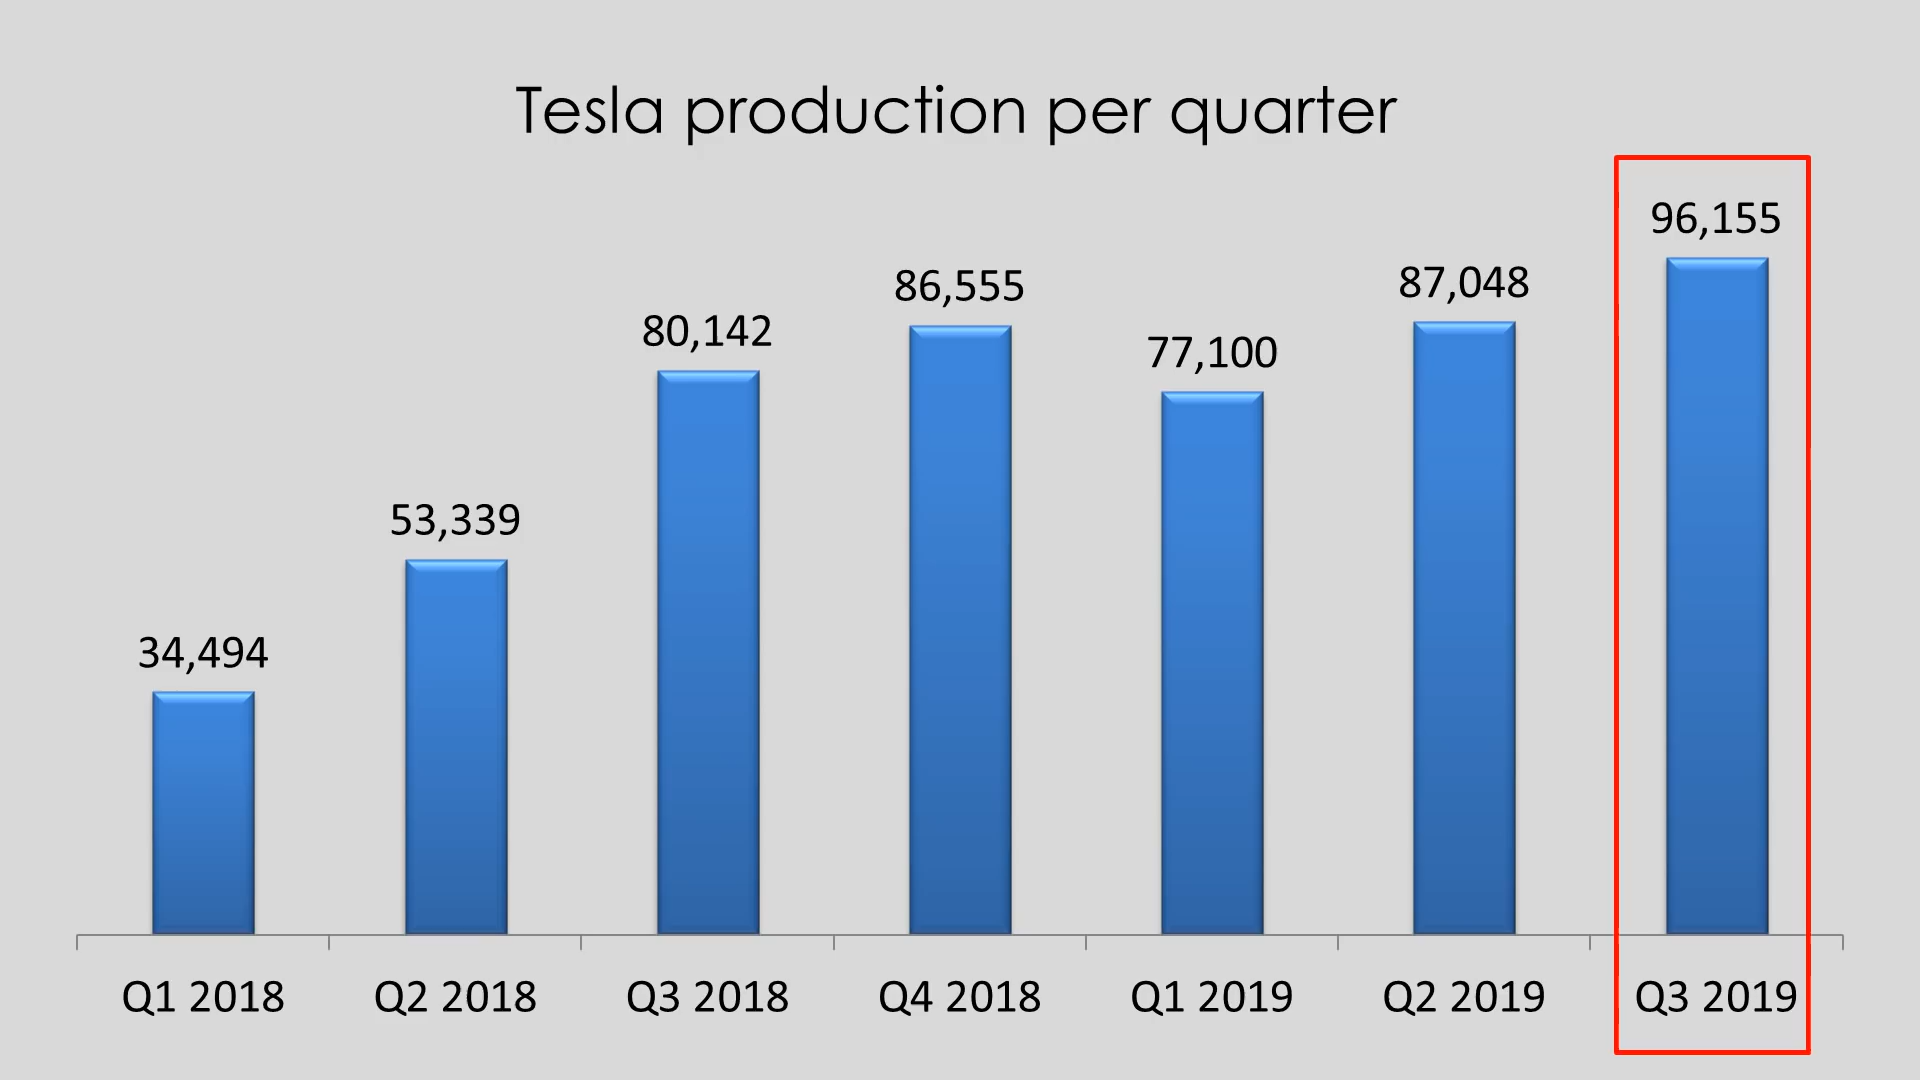 Tesla production per quarter
96,155
86,555
87,048
80,142
77,100
53,339
34,494
Q1 2018
Q2 2018
Q3 2018
Q4 2018
Q1 2019
Q2 2019
Q3 2019